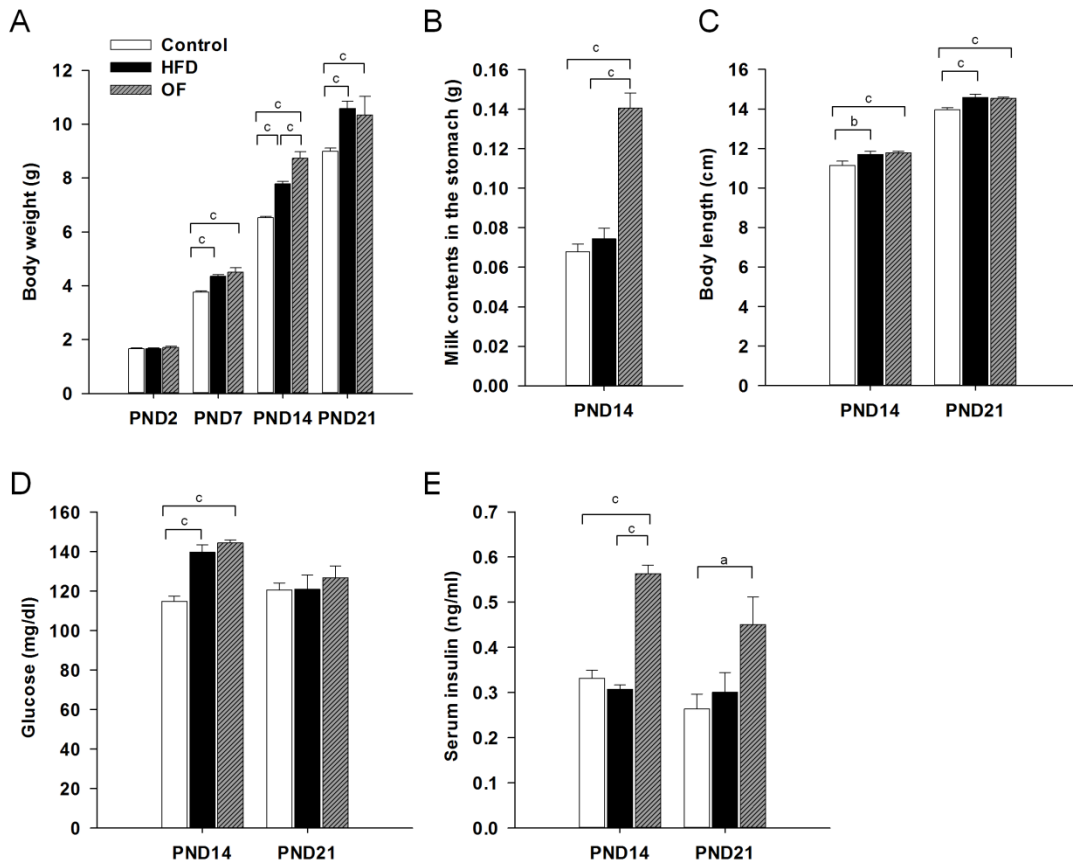 A
Control
HFD
OF
Body weight (g)
12
10
8
6
4
2
0
c
c
c
c
c
c
c
c
c
PND2
PND7
PND14
PND21
B
Milk contents in the stomach (g)
0.16
0.14
0.12
0.10
0.08
0.06
0.04
0.02
0.00
c
c
PND14
C
Body length (cm)
16
14
12
10
8
6
4
2
0
c
b
c
c
PND14
PND21
D
Glucose (mg/dl)
160
140
120
100
80
60
40
20
0
c
c
PND14
PND21
E
Serum insulin (ng/ml)
0.7
0.6
0.5
0.4
0.3
0.2
0.1
0.0
c
c
a
PND14
PND21